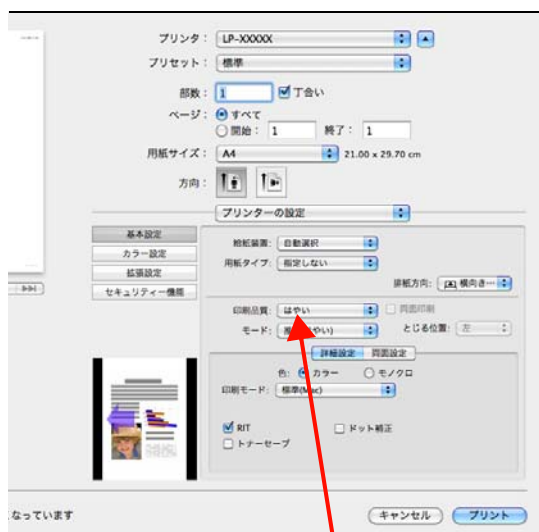 プリンタ： LP-XXXXX
プリセット： 標準
部数： 1 丁合い
ページ： すべて
開始： 1 終了： 1
用紙サイズ： A4 21.00 x 29.70 cm
方向：
プリンターの設定
基本設定
カラー設定
拡張設定
セキュリティー機能
給紙装置: 自動選択
用紙タイプ: 指定しない
排紙方向: 横向き…
印刷品質: はやい 両面印刷
モード: はやい) とじる位置: 左
詳細設定 両面設定
色: カラー モノクロ
印刷モード: 標準(Mac)
RIT ドット補正
トナーセーブ
なっています キャンセル プリント